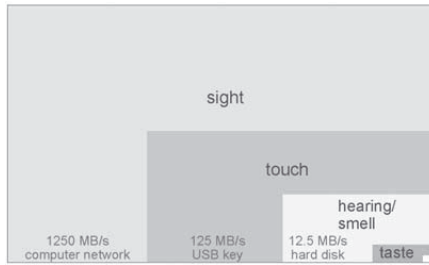 sight
touch
hearing/
smell
1250 MB/s
computer network
125 MB/s
USB key
12.5 MB/s
hard disk
taste